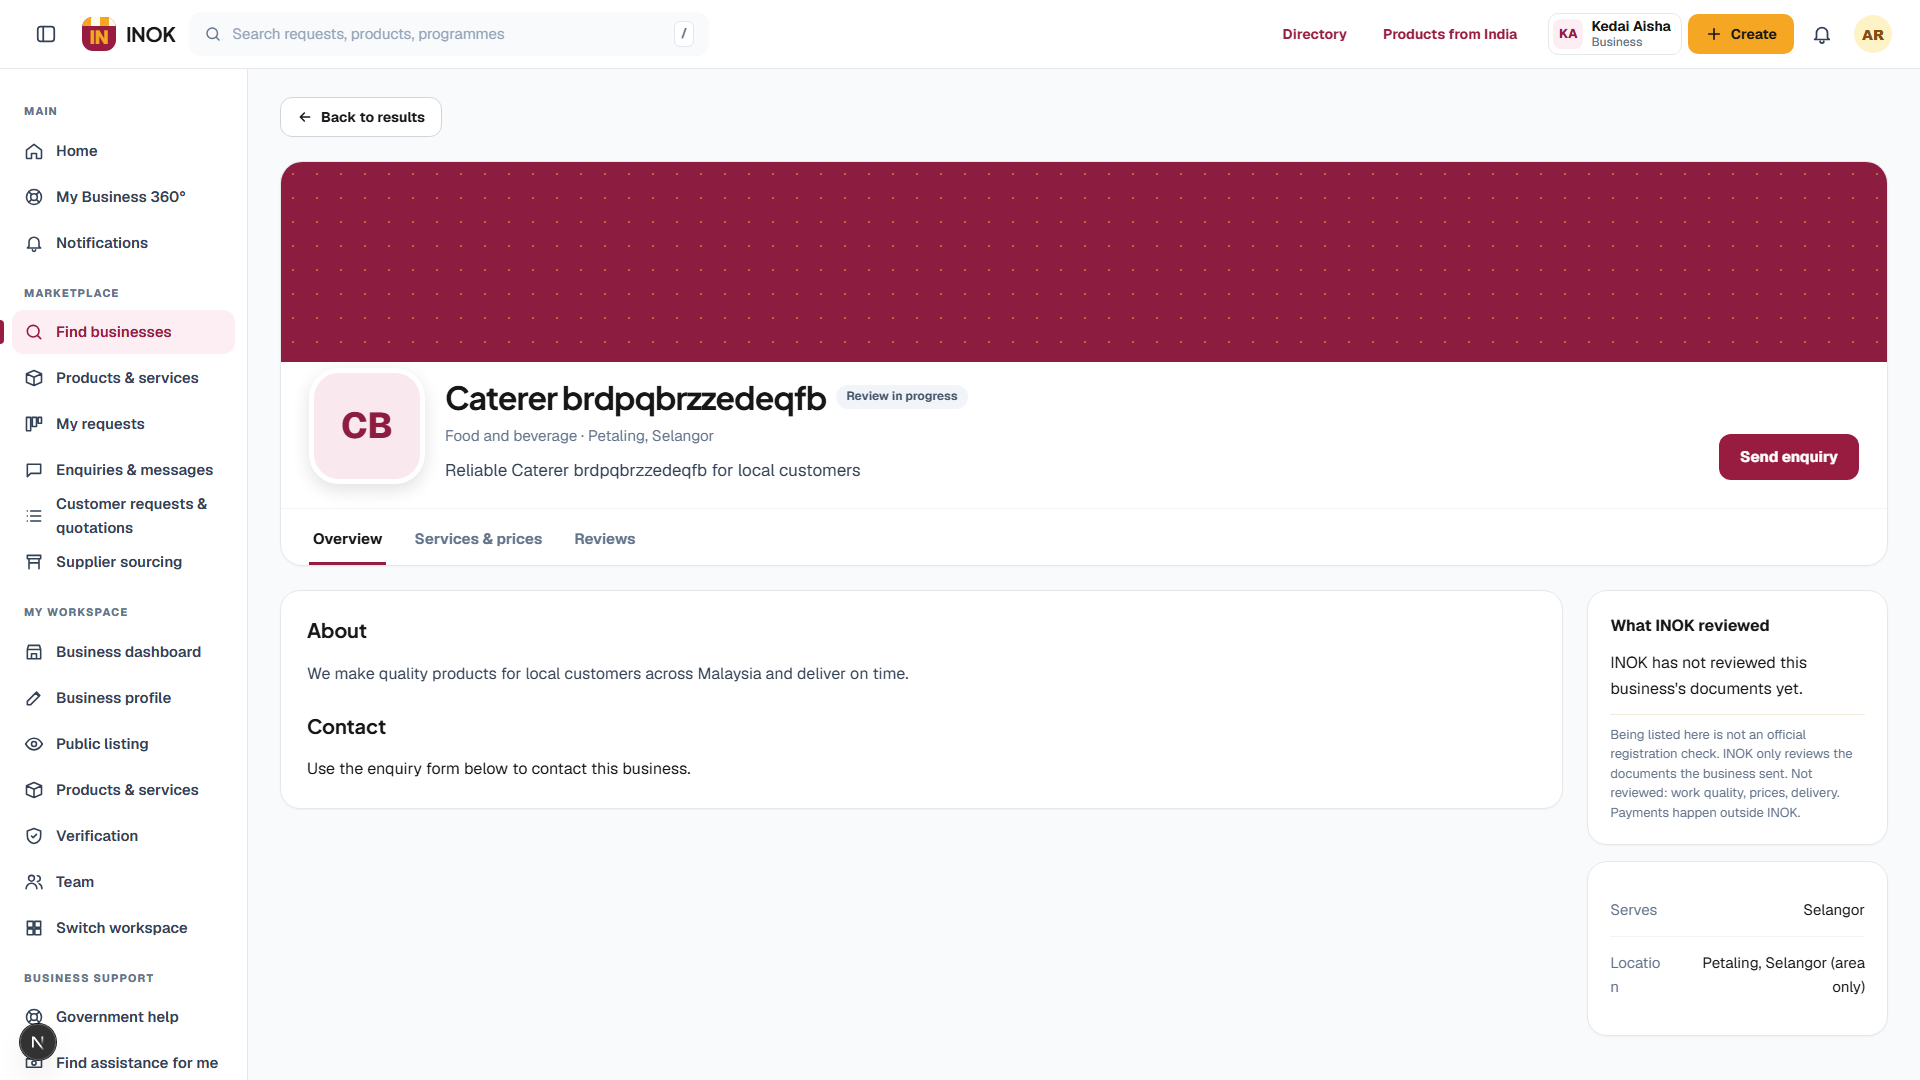 IN INOK
Search requests, products, programmes
/
Directory
Products from India
KA
Kedai Aisha
Business
Create
AR
MAIN
Home
My Business 360°
Notifications
MARKETPLACE
Find businesses
Products & services
My requests
Enquiries & messages
Customer requests &
quotations
Supplier sourcing
MY WORKSPACE
Business dashboard
Business profile
Public listing
Products & services
Verification
Team
Switch workspace
BUSINESS SUPPORT
Government help
N
Find assistance for me
Back to results
CB
Caterer brdpqbrzzedeqfb
Review in progress
Food and beverage · Petaling, Selangor
Reliable Caterer brdpqbrzzedeqfb for local customers
Send enquiry
Overview
Services & prices
Reviews
About
We make quality products for local customers across Malaysia and deliver on time.
Contact
Use the enquiry form below to contact this business.
What INOK reviewed
INOK has not reviewed this
business's documents yet.
Being listed here is not an official
registration check. INOK only reviews the
documents the business sent. Not
reviewed: work quality, prices, delivery.
Payments happen outside INOK.
Serves
Selangor
Locatio
n
Petaling, Selangor (area
only)